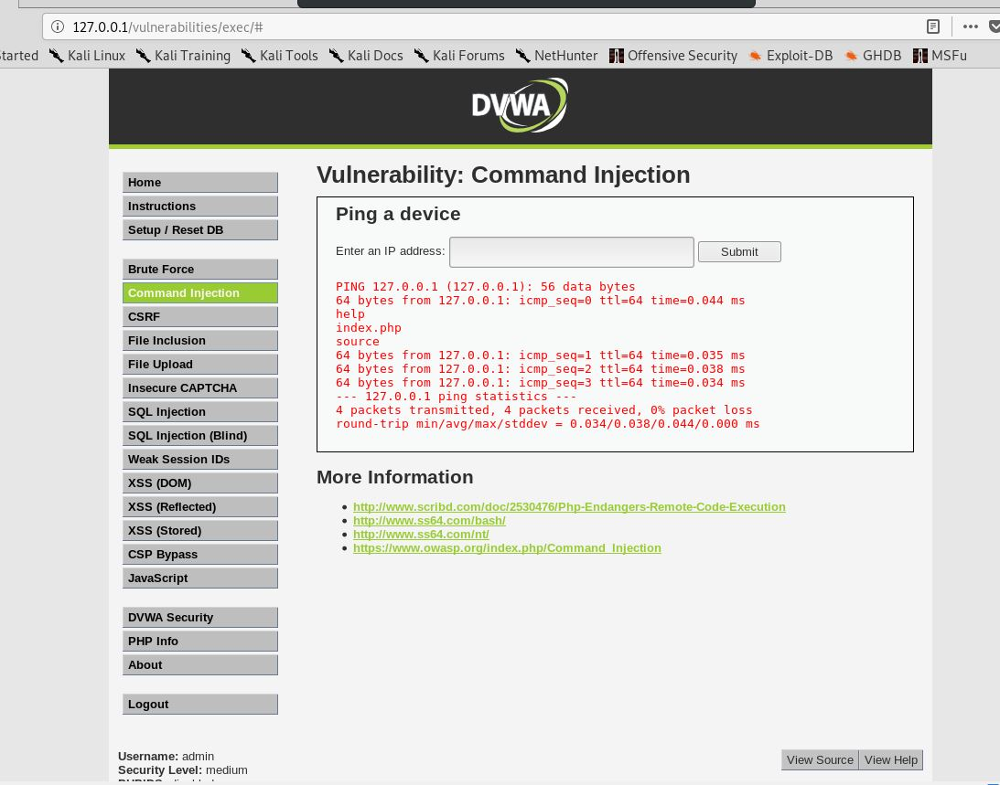 127.0.0.1/vulnerabilities/exec/#
Kali Linux Kali Training Kali Tools Kali Docs Kali Forums NetHunter Offensive Security Exploit-DB GHDB MSFu
DVWA
Home
Instructions
Setup / Reset DB
Brute Force
Command Injection
CSRF
File Inclusion
File Upload
Insecure CAPTCHA
SQL Injection
SQL Injection (Blind)
Weak Session IDs
XSS (DOM)
XSS (Reflected)
XSS (Stored)
CSP Bypass
JavaScript
DVWA Security
PHP Info
About
Logout
Vulnerability: Command Injection
Ping a device
Enter an IP address: Submit
PING 127.0.0.1 (127.0.0.1): 56 data bytes
64 bytes from 127.0.0.1: icmp_seq=0 ttl=64 time=0.044 ms
help
index.php
source
64 bytes from 127.0.0.1: icmp_seq=1 ttl=64 time=0.035 ms
64 bytes from 127.0.0.1: icmp_seq=2 ttl=64 time=0.038 ms
64 bytes from 127.0.0.1: icmp_seq=3 ttl=64 time=0.034 ms
--- 127.0.0.1 ping statistics ---
4 packets transmitted, 4 packets received, 0% packet loss
round-trip min/avg/max/stddev = 0.034/0.038/0.044/0.000 ms
More Information
http://www.scribd.com/doc/2530476/Php-Endangers-Remote-Code-Execution
http://www.ss64.com/bash/
http://www.ss64.com/nt/
https://www.owasp.org/index.php/Command_Injection
Username: admin
Security Level: medium
View Source View Help